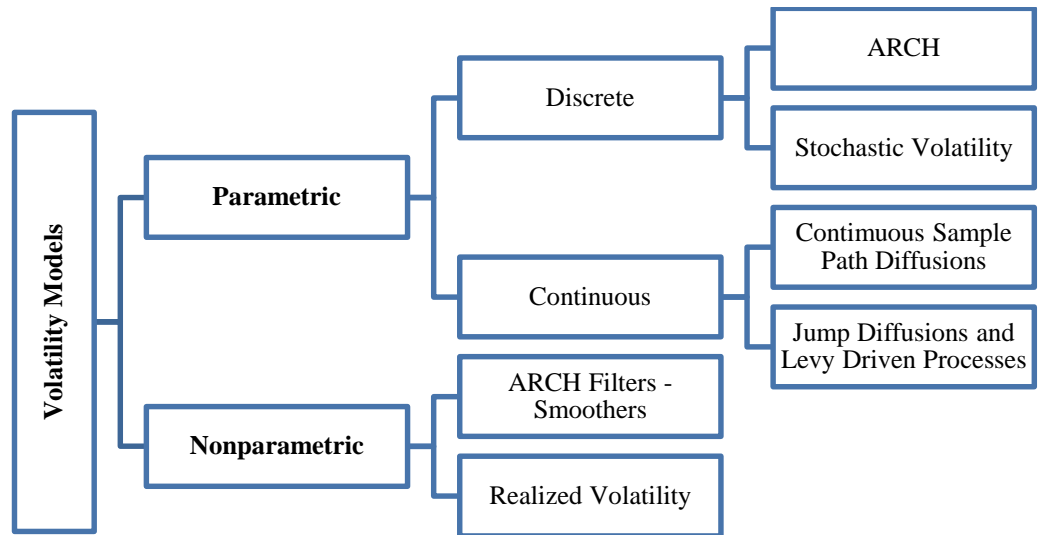 Volatility Models
Parametric
Nonparametric
Discrete
Continuous
ARCH Filters -
Smoothers
Realized Volatility
ARCH
Stochastic Volatility
Contimuous Sample
Path Diffusions
Jump Diffusions and
Levy Driven Processes